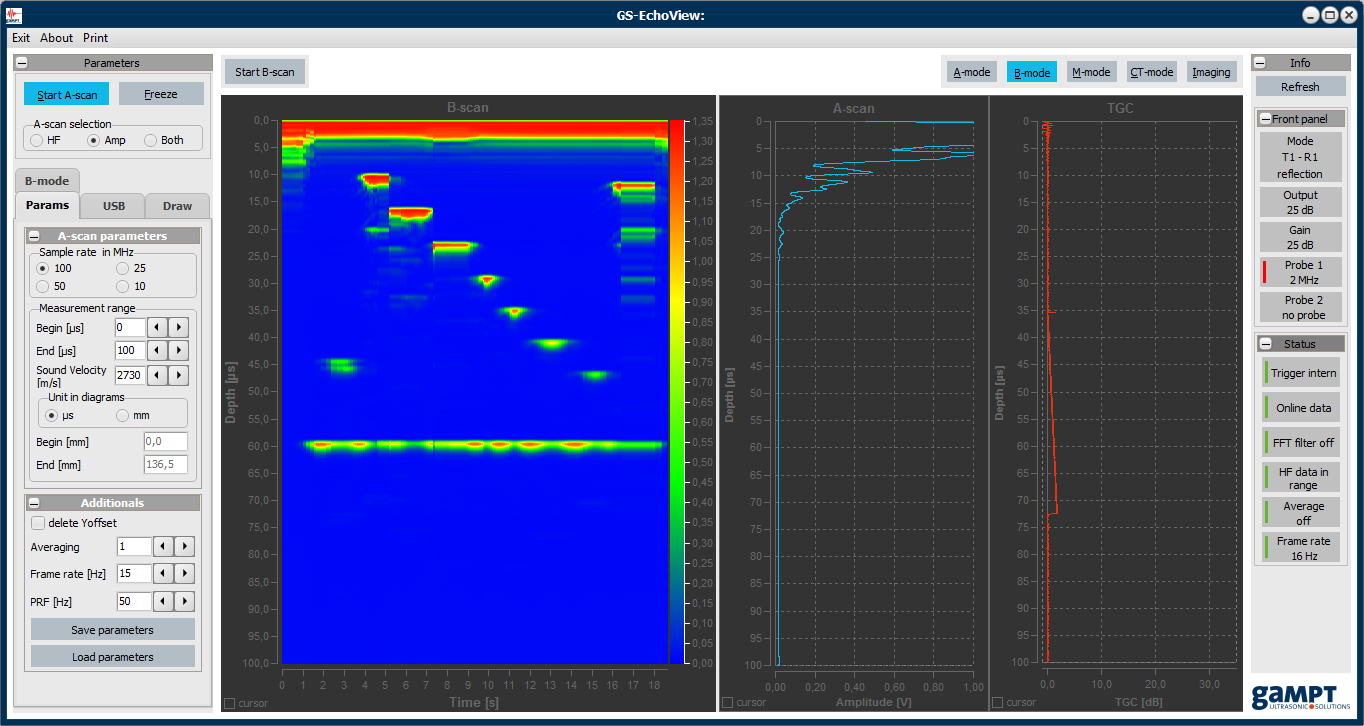 GS-EchoView:
gAMPT
Exit About Print
Parameters
Start A-scan Freeze
A-scan selection
HF Amp Both
B-mode
Params USB Draw
A-scan parameters
Sample rate in MHz
100 25
50 10
Measurement range
Begin [µs] 0
End [µs] 100
Sound Velocity
[m/s] 2730
Unit in diagrams
µs mm
Begin [mm] 0,0
End [mm] 136,5
Additionals
delete Yoffset
Averaging 1
Frame rate [Hz] 15
PRF [Hz] 50
Save parameters
Load parameters
Start B-scan
A-mode B-mode M-mode CT-mode Imaging
B-scan
Depth [µs]
0,0
5,0
10,0
15,0
20,0
25,0
30,0
35,0
40,0
45,0
50,0
55,0
60,0
65,0
70,0
75,0
80,0
85,0
90,0
95,0
100,0
0 1 2 3 4 5 6 7 8 9 10 11 12 13 14 15 16 17 18
Time [s]
cursor
1,35
1,30
1,25
1,20
1,15
1,10
1,05
1,00
0,95
0,90
0,85
0,80
0,75
0,70
0,65
0,60
0,55
0,50
0,45
0,40
0,35
0,30
0,25
0,20
0,15
0,10
0,05
0,00
A-scan
Depth [µs]
0
5
10
15
20
25
30
35
40
45
50
55
60
65
70
75
80
85
90
95
100
0,00 0,20 0,40 0,60 0,80 1,00
Amplitude [V]
cursor
TGC
Depth [µs]
0
5
10
15
20
25
30
35
40
45
50
55
60
65
70
75
80
85
90
95
100
0,0 10,0 20,0 30,0
TGC [dB]
cursor
Info
Refresh
Front panel
Mode
T1 - R1
reflection
Output
25 dB
Gain
25 dB
Probe 1
2 MHz
Probe 2
no probe
Status
Trigger intern
Online data
FFT filter off
HF data in
range
Average
off
Frame rate
16 Hz
gAMPT
ULTRASONIC SOLUTIONS